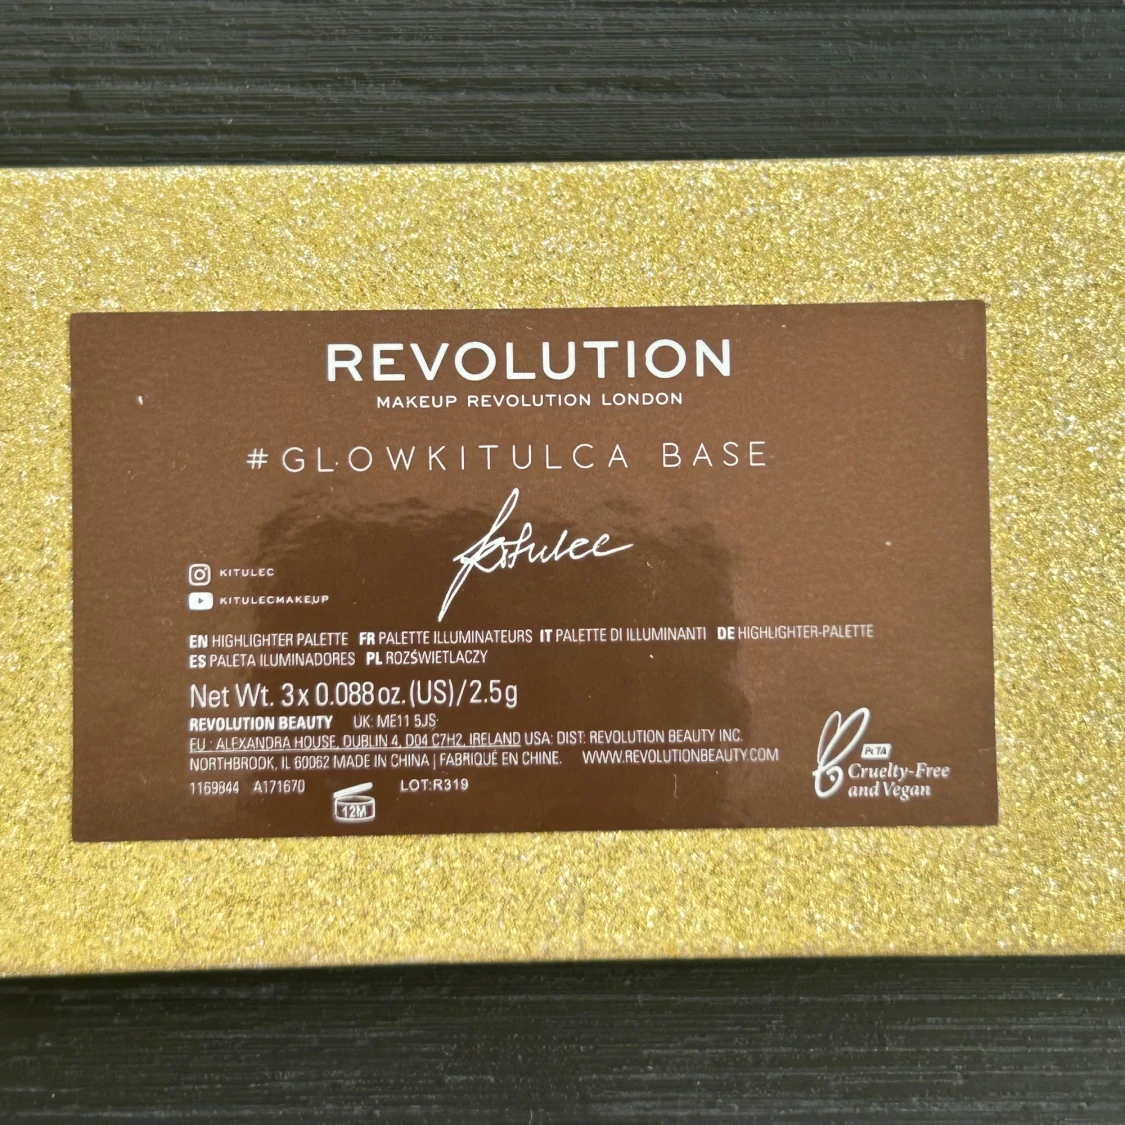 REVOLUTION
MAKEUP REVOLUTION LONDON
#GLOWKITULCA BASE
kitulec
KITULEC
KITULECMAKEUP
EN HIGHLIGHTER PALETTE FR PALETTE ILLUMINATEURS IT PALETTE DI ILLUMINANTI DE HIGHLIGHTER-PALETTE
ES PALETA ILUMINADORES PL ROZŚWIETLACZY
Net Wt. 3 x 0.088 oz. (US) / 2.5 g
REVOLUTION BEAUTY UK: ME11 5JS
EU : ALEXANDRA HOUSE, DUBLIN 4, D04 C7H2, IRELAND USA: DIST: REVOLUTION BEAUTY INC.
NORTHBROOK, IL 60062 MADE IN CHINA | FABRIQUÉ EN CHINE. WWW.REVOLUTIONBEAUTY.COM
1169844 A171670 LOT:R319
12M
PeTA
Cruelty-Free
and Vegan